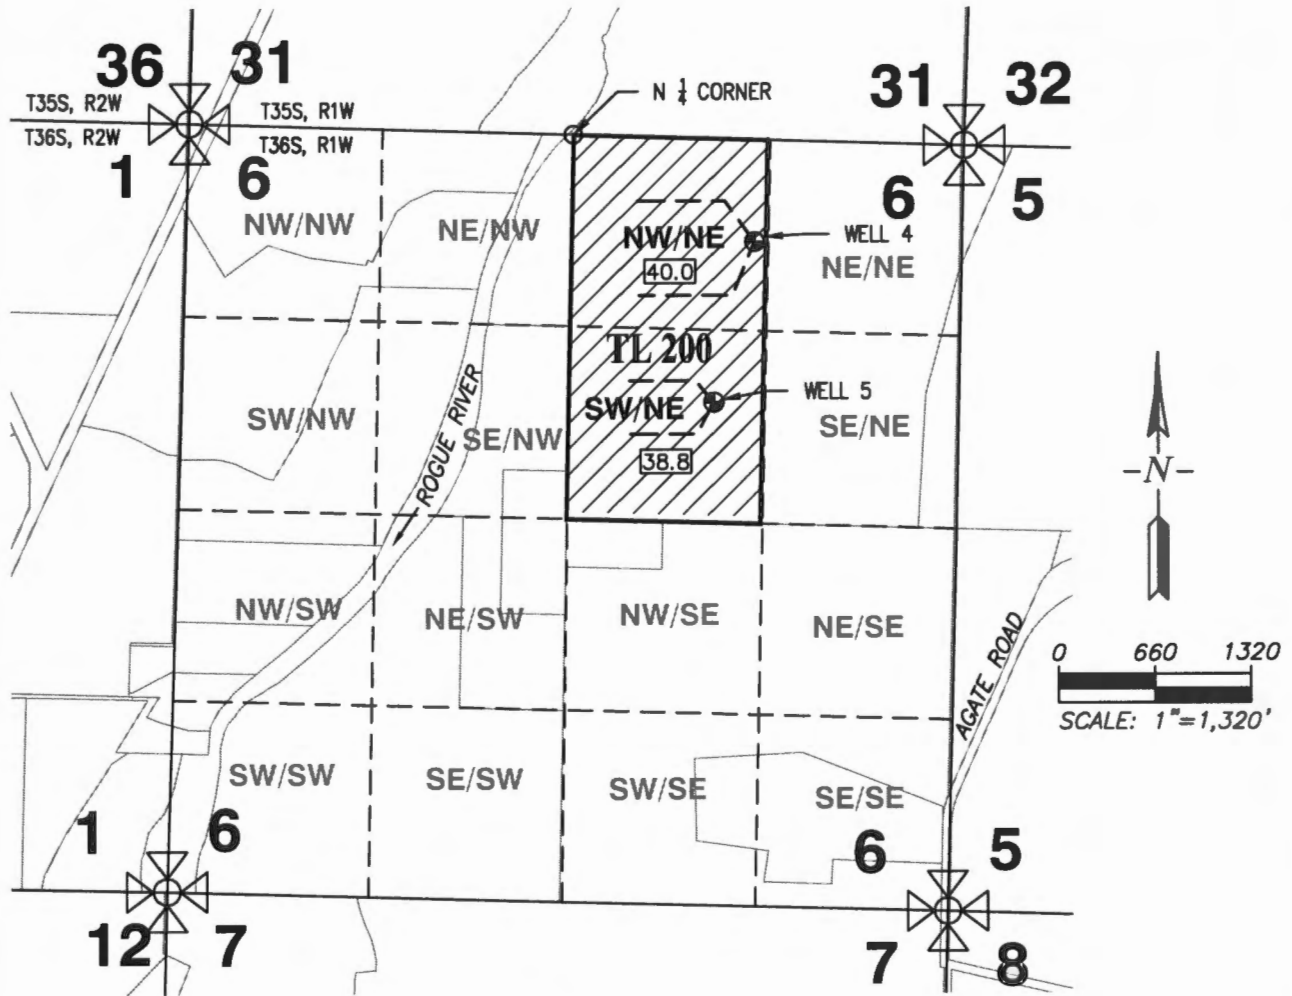 36 31
31 32
T35S, R2W
T35S, R1W
T36S, R2W
T36S, R1W
N ¼ CORNER
1 6
6 5
NW/NW
NE/NW
NW/NE
WELL 4
NE/NE
40.0
TL 200
SW/NW
SE/NW
SW/NE
WELL 5
SE/NE
38.8
ROGUE RIVER
-N-
NW/SW
NE/SW
NW/SE
NE/SE
AGATE ROAD
0 660 1320
SCALE: 1"=1,320'
SW/SW
SE/SW
SW/SE
SE/SE
1 6
6 5
12 7
7 8